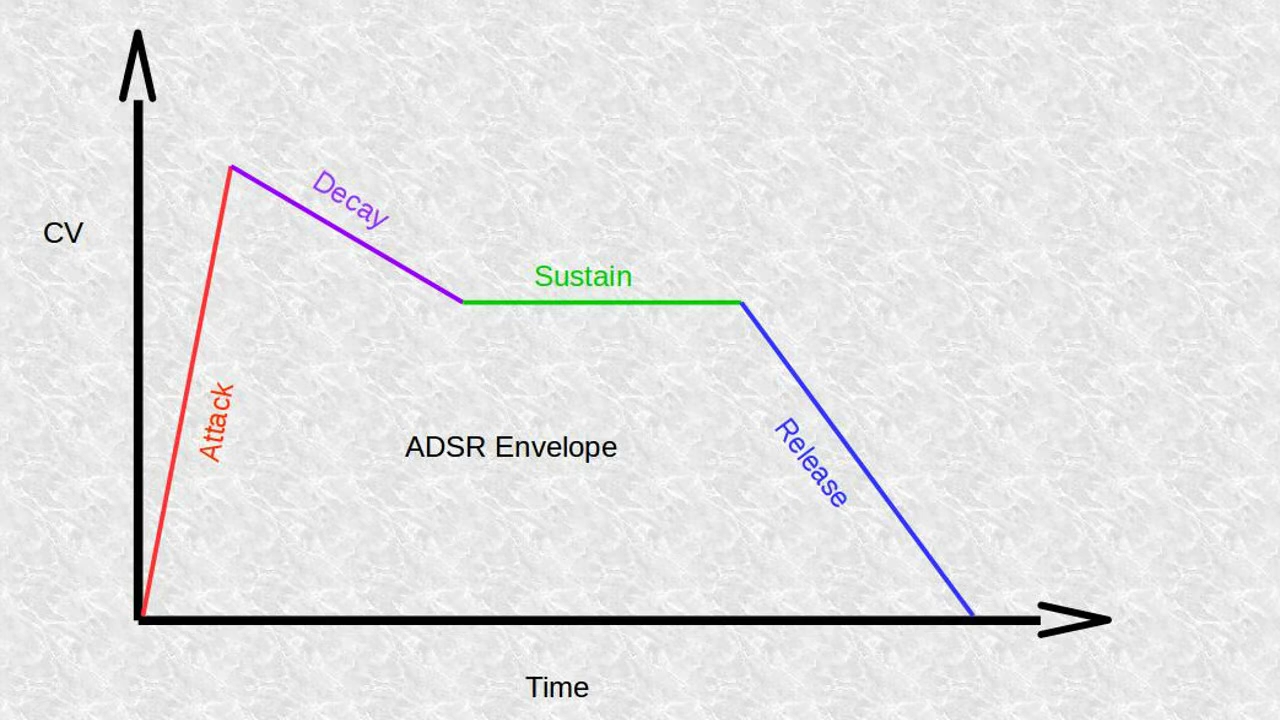 Decay
CV
Sustain
Attack
ADSR Envelope
Release
Time